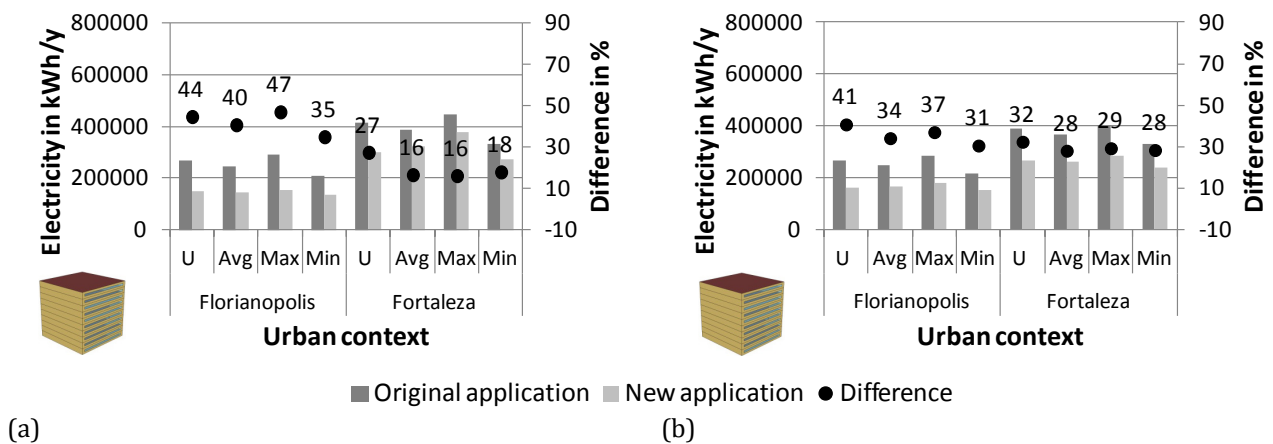 Electricity in kWh/y
800000
600000
400000
200000
0
90
70
50
30
10
-10
Difference in %
44 40 47 35 27 16 16 18
U Avg Max Min U Avg Max Min
Florianopolis Fortaleza
Urban context
Electricity in kWh/y
800000
600000
400000
200000
0
90
70
50
30
10
-10
Difference in %
41 34 37 31 32 28 29 28
U Avg Max Min U Avg Max Min
Florianopolis Fortaleza
Urban context
Original application New application Difference
(a) (b)